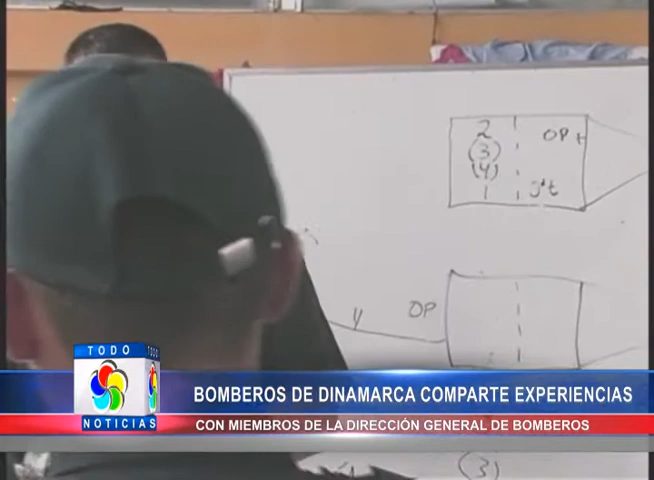 2
OP
(3)
(4)
1
OP
TODO
TODO
NOTICIAS
BOMBEROS DE DINAMARCA COMPARTE EXPERIENCIAS
CON MIEMBROS DE LA DIRECCIÓN GENERAL DE BOMBEROS
(3)